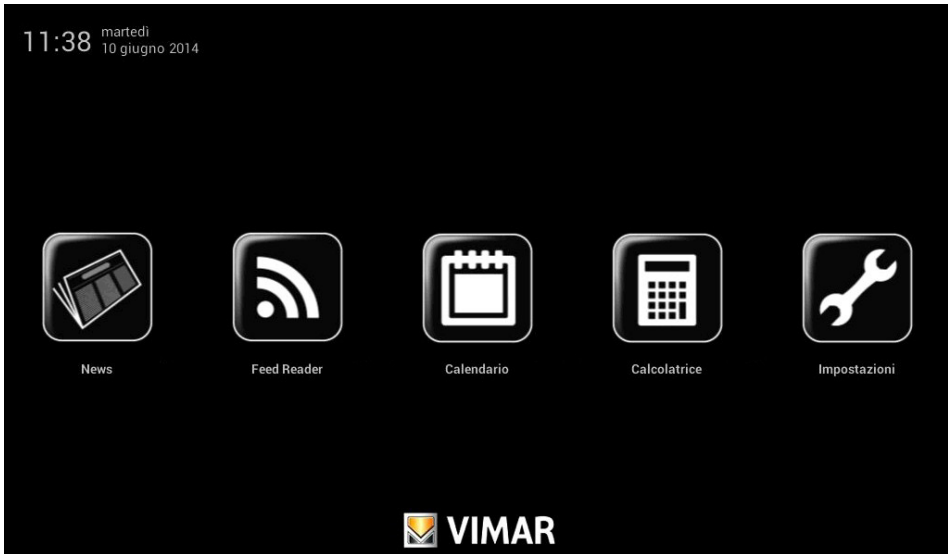 11:38
martedì
10 giugno 2014
News
Feed Reader
Calendario
Calcolatrice
Impostazioni
VIMAR